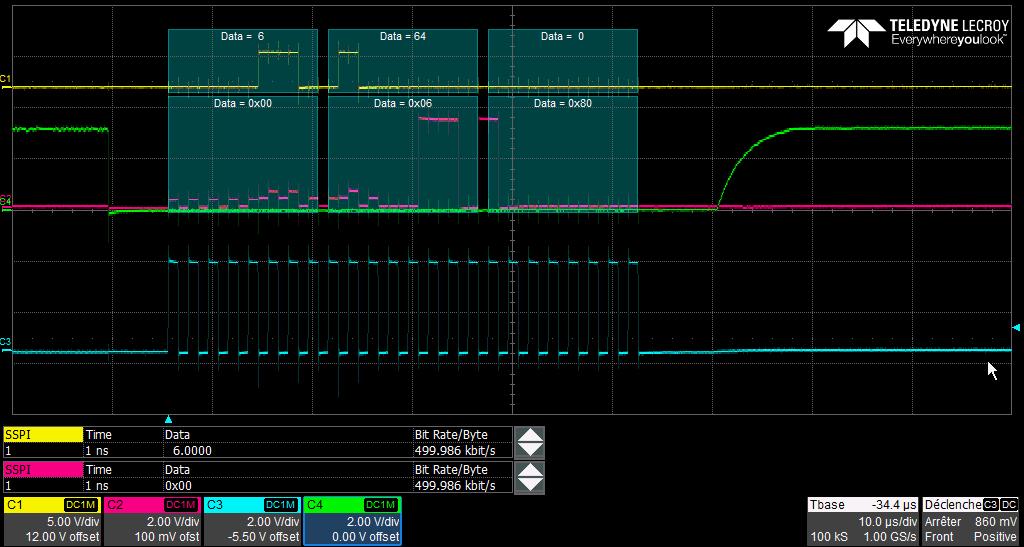 Data = 6
Data = 64
Data = 0
TELEDYNE LECROY
Everywhereyoulook™
C1
Data = 0x00
Data = 0x06
Data = 0x80
C4
C3
SSPI Time Data Bit Rate/Byte
1 1 ns 6.0000 499.986 kbit/s
SSPI Time Data Bit Rate/Byte
1 1 ns 0x00 499.986 kbit/s
C1 DC1M
5.00 V/div
12.00 V offset
C2 DC1M
2.00 V/div
100 mV ofst
C3 DC1M
2.00 V/div
-5.50 V offset
C4 DC1M
2.00 V/div
0.00 V offset
Tbase -34.4 µs
10.0 µs/div
100 kS 1.00 GS/s
Déclenche C3 DC
Arrêter 860 mV
Front Positive